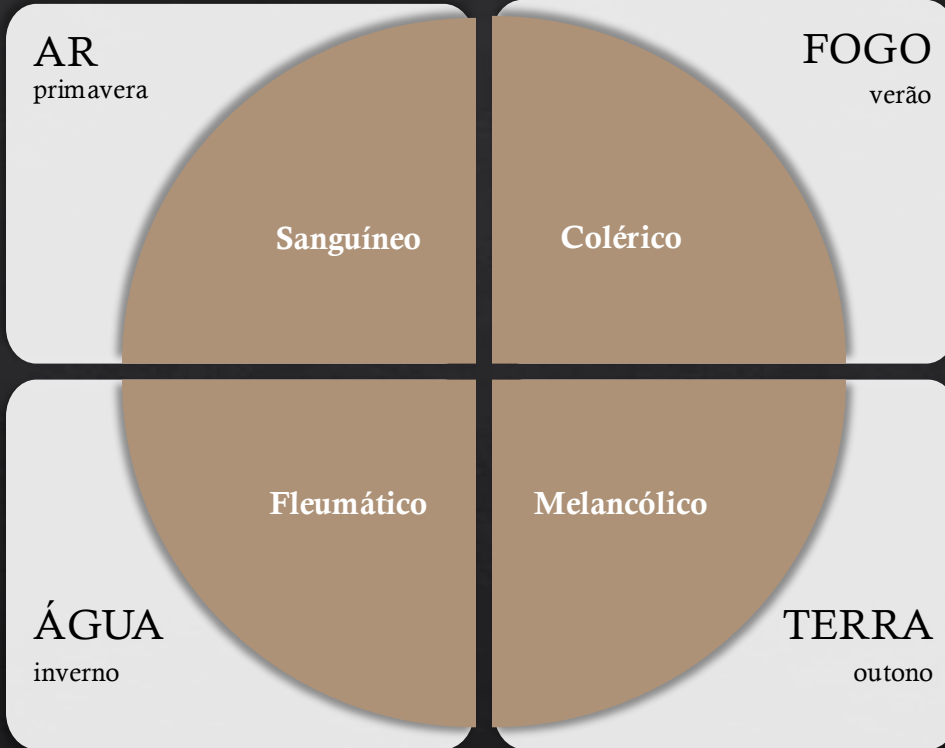 AR
primavera
FOGO
verão
Sanguíneo
Colérico
Fleumático
Melancólico
ÁGUA
inverno
TERRA
outono